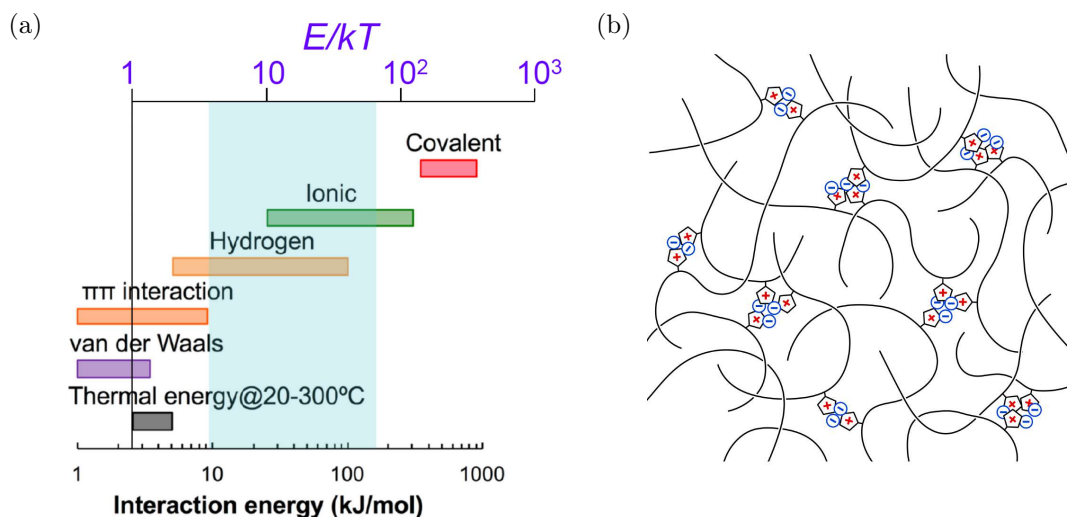 (a)
E/kT
1 10 10² 10³
Covalent
Ionic
Hydrogen
ππ interaction
van der Waals
Thermal energy@20-300ºC
1 10 100 1000
Interaction energy (kJ/mol)
(b)